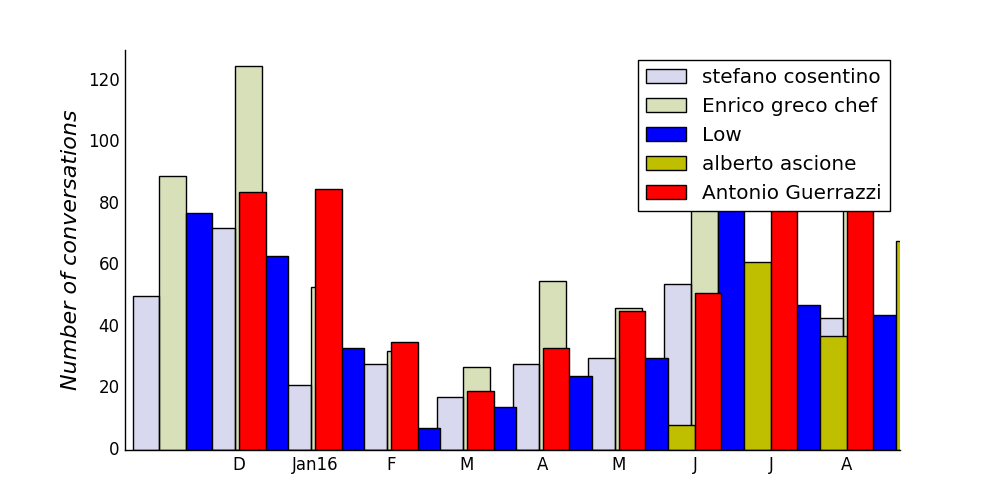 120
100
80
60
40
20
0
Number of conversations
stefano cosentino
Enrico greco chef
Low
alberto ascione
Antonio Guerrazzi
D Jan16 F M A M J J A